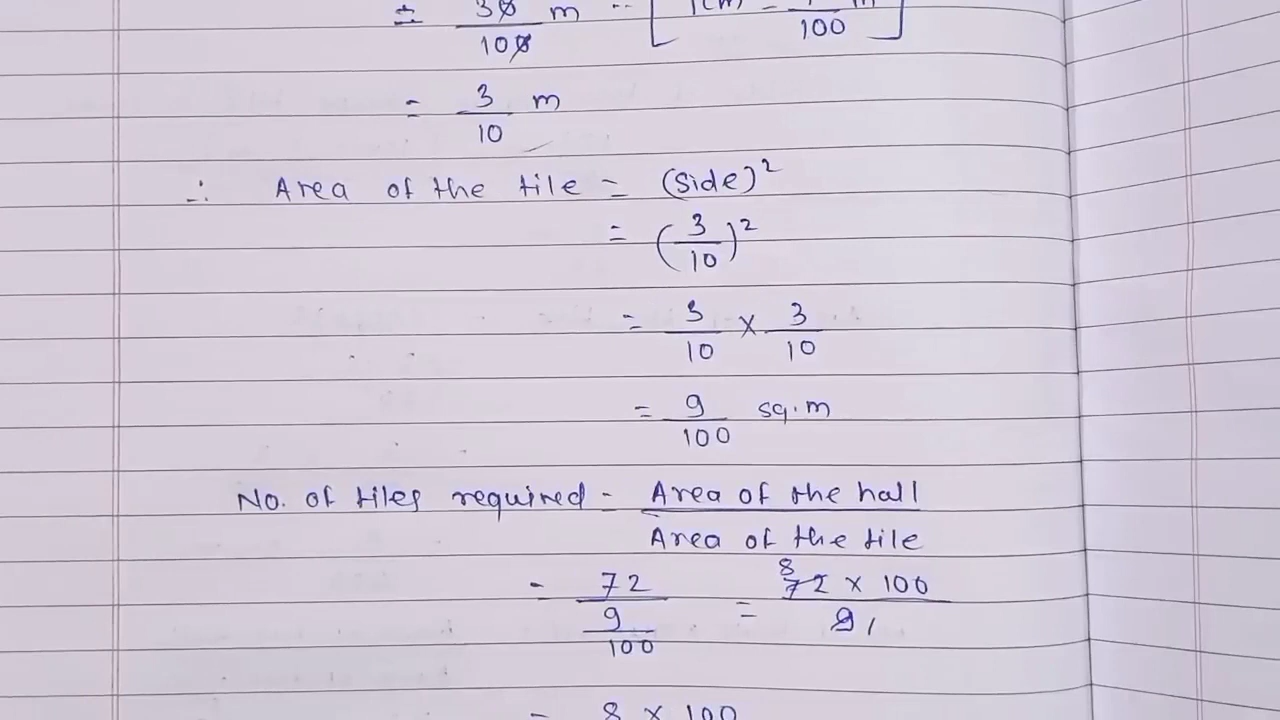 = 30/100 m [1cm = 1/100 m]
= 3/10 m
∴ Area of the tile = (side)²
= (3/10)²
= 3/10 × 3/10
= 9/100 sq.m
No. of tiles required = Area of the hall / Area of the tile
= 72 / 9/100 = 8 72 × 100 / 9 1
= 8 × 100